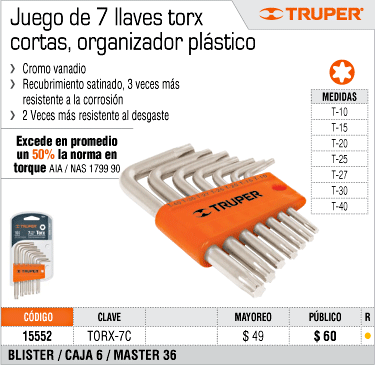 Juego de 7 llaves torx
cortas, organizador plástico
TRUPER®
Cromo vanadio
Recubrimiento satinado, 3 veces más
resistente a la corrosión
2 Veces más resistente al desgaste
Excede en promedio
un 50% la norma en
torque AIA / NAS 1799 90
MEDIDAS
T-10
T-15
T-20
T-25
T-27
T-30
T-40
TRUPER
CÓDIGO CLAVE MAYOREO PÚBLICO R
15552 TORX-7C $ 49 $ 60
BLISTER / CAJA 6 / MASTER 36